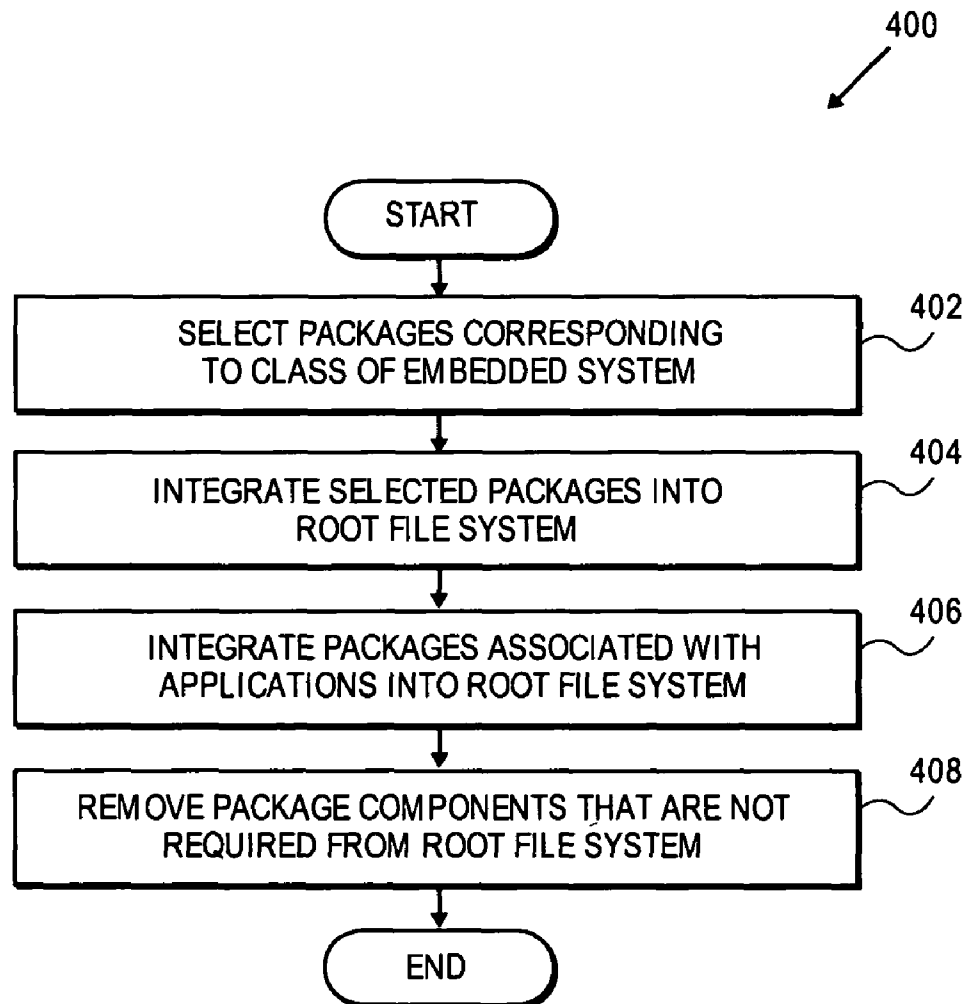 400
START
402
SELECT PACKAGES CORRESPONDING
TO CLASS OF EMBEDDED SYSTEM
404
INTEGRATE SELECTED PACKAGES INTO
ROOT FILE SYSTEM
406
INTEGRATE PACKAGES ASSOCIATED WITH
APPLICATIONS INTO ROOT FILE SYSTEM
408
REMOVE PACKAGE COMPONENTS THAT ARE NOT
REQUIRED FROM ROOT FILE SYSTEM
END